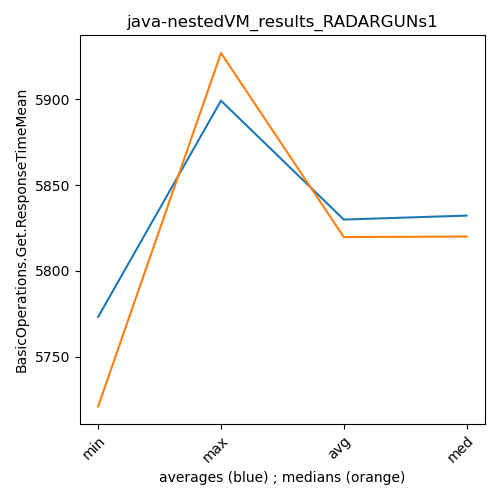 java-nestedVM_results_RADARGUNs1
BasicOperations.Get.ResponseTimeMean
5900
5850
5800
5750
min
max
avg
med
averages (blue) ; medians (orange)